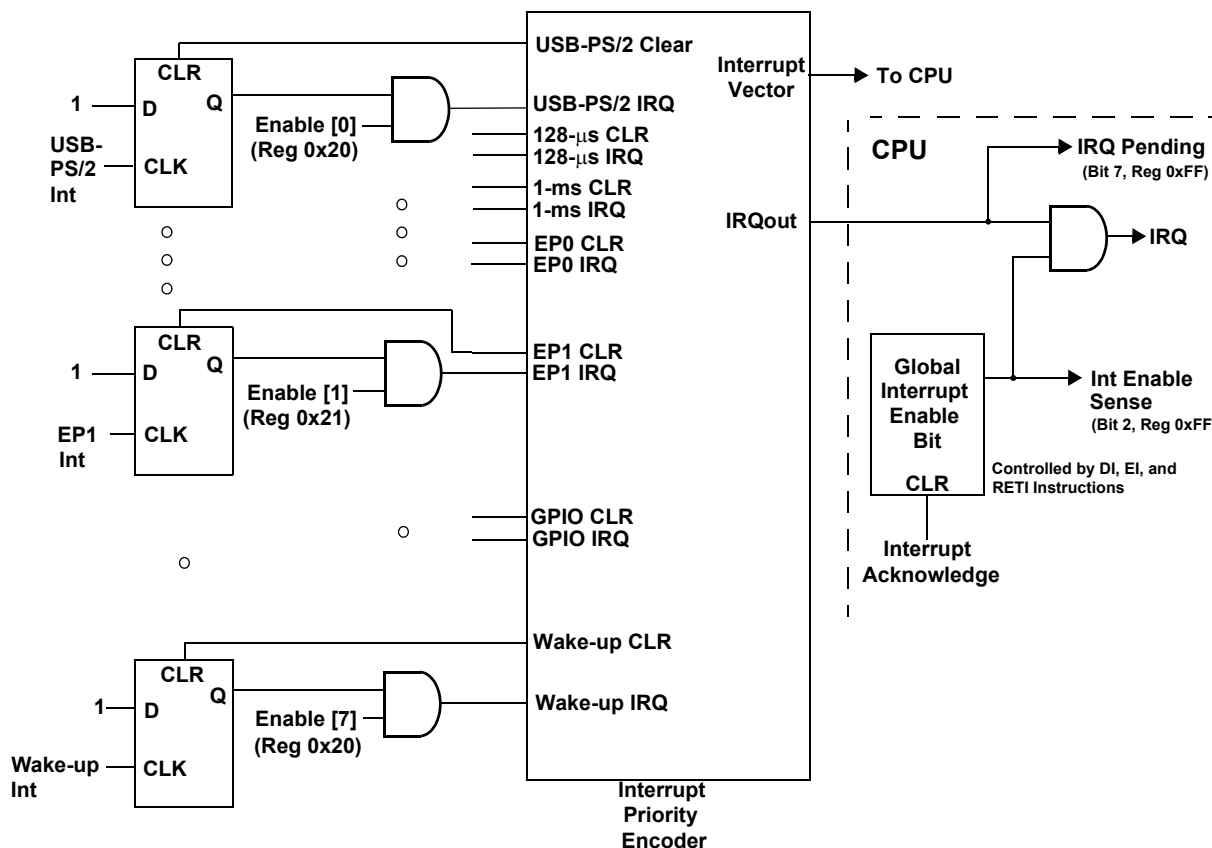 CLR
D
Q
CLK
1
USB-
PS/2
Int
Enable [0]
(Reg 0x20)
USB-PS/2 Clear
USB-PS/2 IRQ
128-μs CLR
128-μs IRQ
1-ms CLR
1-ms IRQ
EP0 CLR
EP0 IRQ
Interrupt
Vector
To CPU
CPU
IRQ Pending
(Bit 7, Reg 0xFF)
IRQout
IRQ
CLR
D
Q
CLK
1
EP1
Int
Enable [1]
(Reg 0x21)
EP1 CLR
EP1 IRQ
Global
Interrupt
Enable
Bit
CLR
Int Enable
Sense
(Bit 2, Reg 0xFF
Controlled by DI, EI, and
RETI Instructions
Interrupt
Acknowledge
GPIO CLR
GPIO IRQ
CLR
D
Q
CLK
1
Wake-up
Int
Enable [7]
(Reg 0x20)
Wake-up CLR
Wake-up IRQ
Interrupt
Priority
Encoder